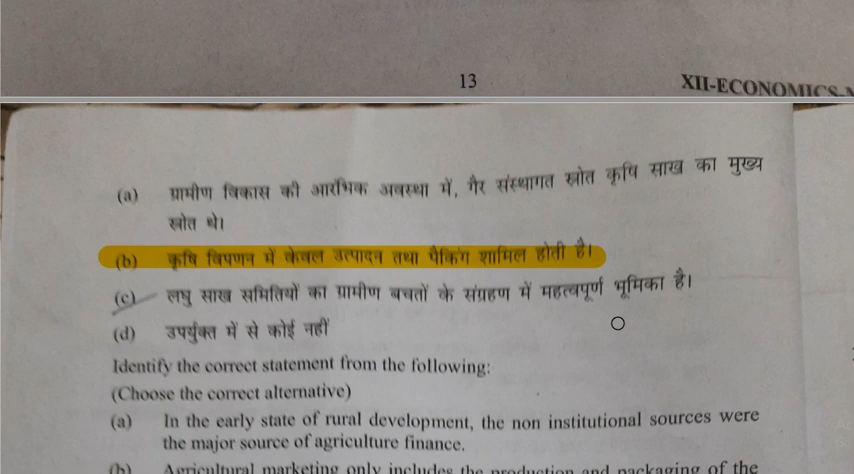 13
XII-ECONOMICS-
(a) ग्रामीण विकास की आरंभिक अवस्था में, गैर संस्थागत स्रोत कृषि साख का मुख्य
स्रोत थे।
(b) कृषि विपणन में केवल उत्पादन तथा पैकिंग शामिल होती है।
(c) लघु साख समितियों का ग्रामीण बचतों के संग्रहण में महत्वपूर्ण भूमिका है।
(d) उपर्युक्त में से कोई नहीं
Identify the correct statement from the following:
(Choose the correct alternative)
(a) In the early state of rural development, the non institutional sources were
the major source of agriculture finance.
(b) Agricultural marketing only includes the production and packaging of the